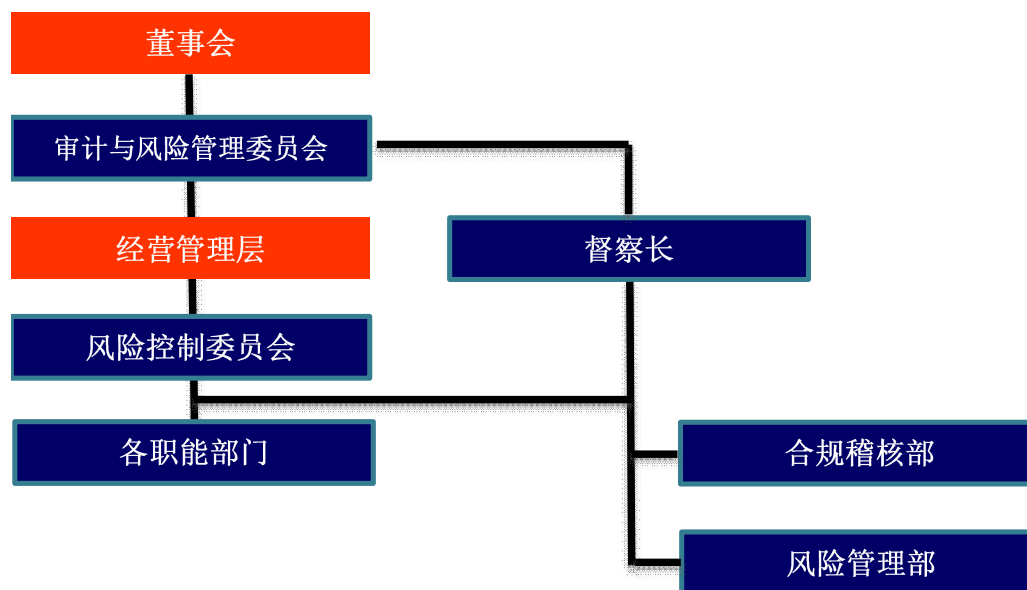 董事会
审计与风险管理委员会
经营管理层
督察长
风险控制委员会
各职能部门
合规稽核部
风险管理部